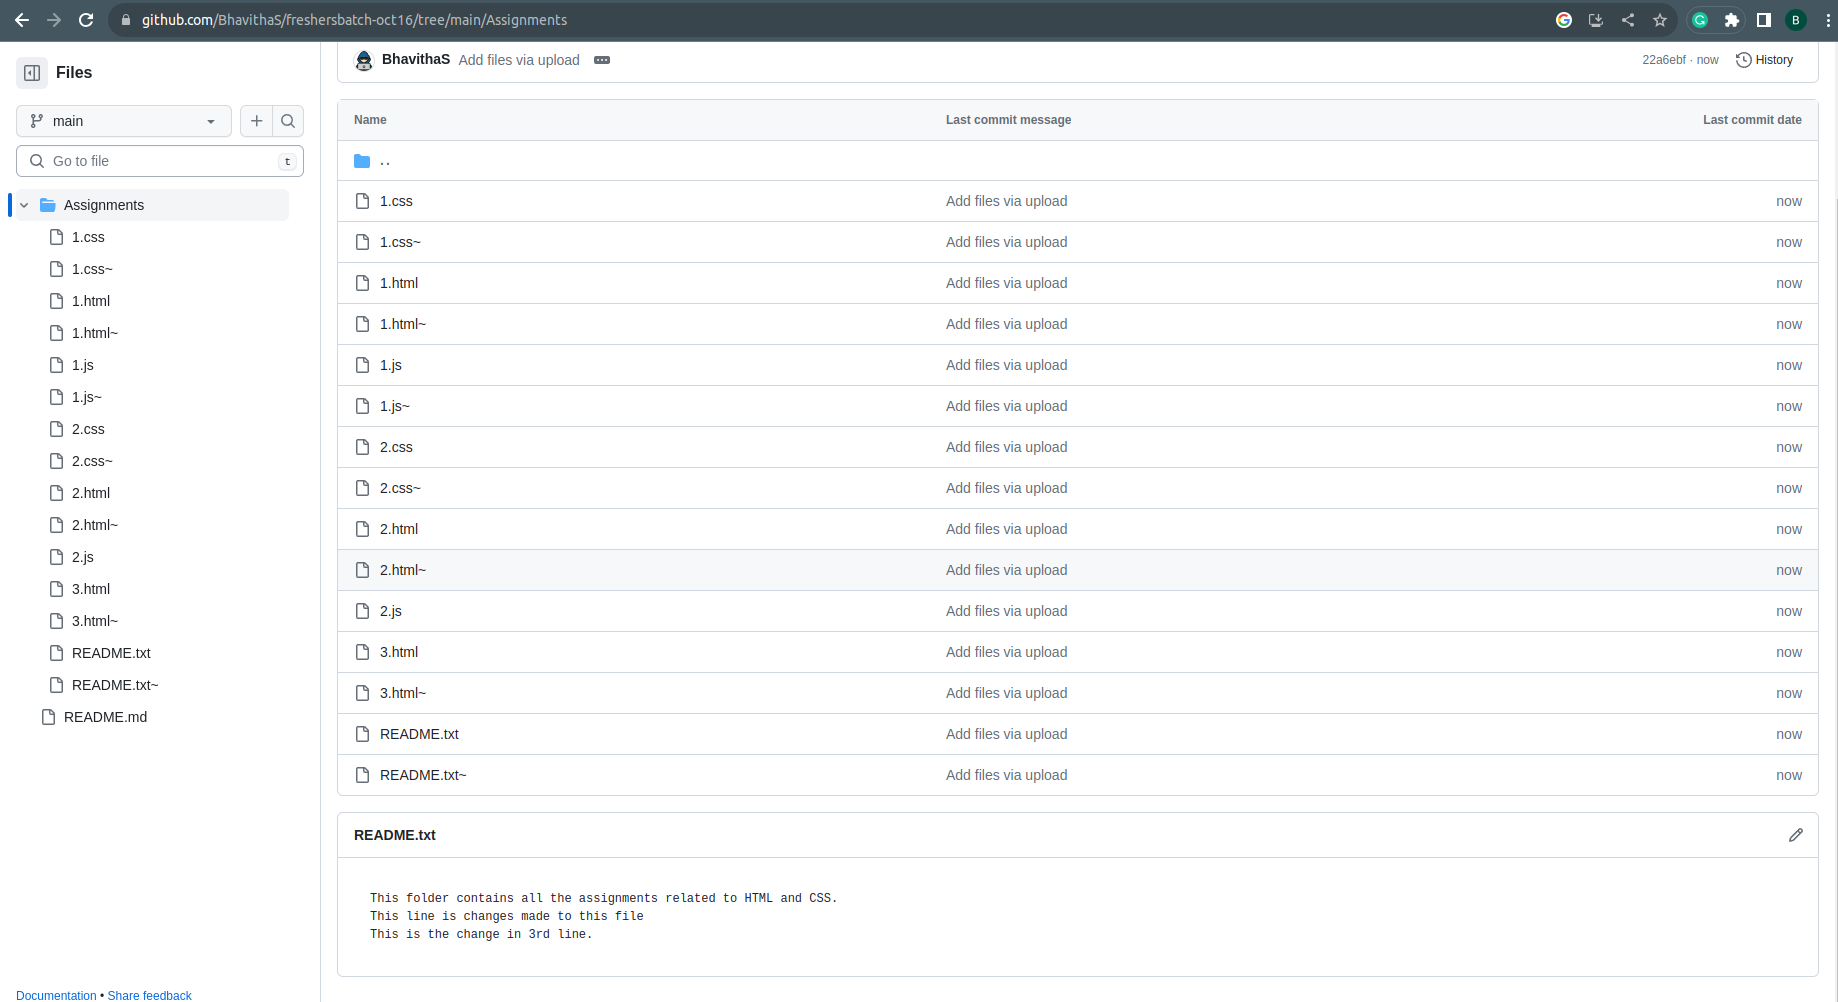 github.com/BhavithaS/freshersbatch-oct16/tree/main/Assignments
B
Files
main
Go to file
t
Assignments
1.css
1.css~
1.html
1.html~
1.js
1.js~
2.css
2.css~
2.html
2.html~
2.js
3.html
3.html~
README.txt
README.txt~
README.md
Documentation • Share feedback
BhavithaS Add files via upload
22a6ebf · now History
Name Last commit message Last commit date
..
1.css Add files via upload now
1.css~ Add files via upload now
1.html Add files via upload now
1.html~ Add files via upload now
1.js Add files via upload now
1.js~ Add files via upload now
2.css Add files via upload now
2.css~ Add files via upload now
2.html Add files via upload now
2.html~ Add files via upload now
2.js Add files via upload now
3.html Add files via upload now
3.html~ Add files via upload now
README.txt Add files via upload now
README.txt~ Add files via upload now
README.txt
This folder contains all the assignments related to HTML and CSS.
This line is changes made to this file
This is the change in 3rd line.